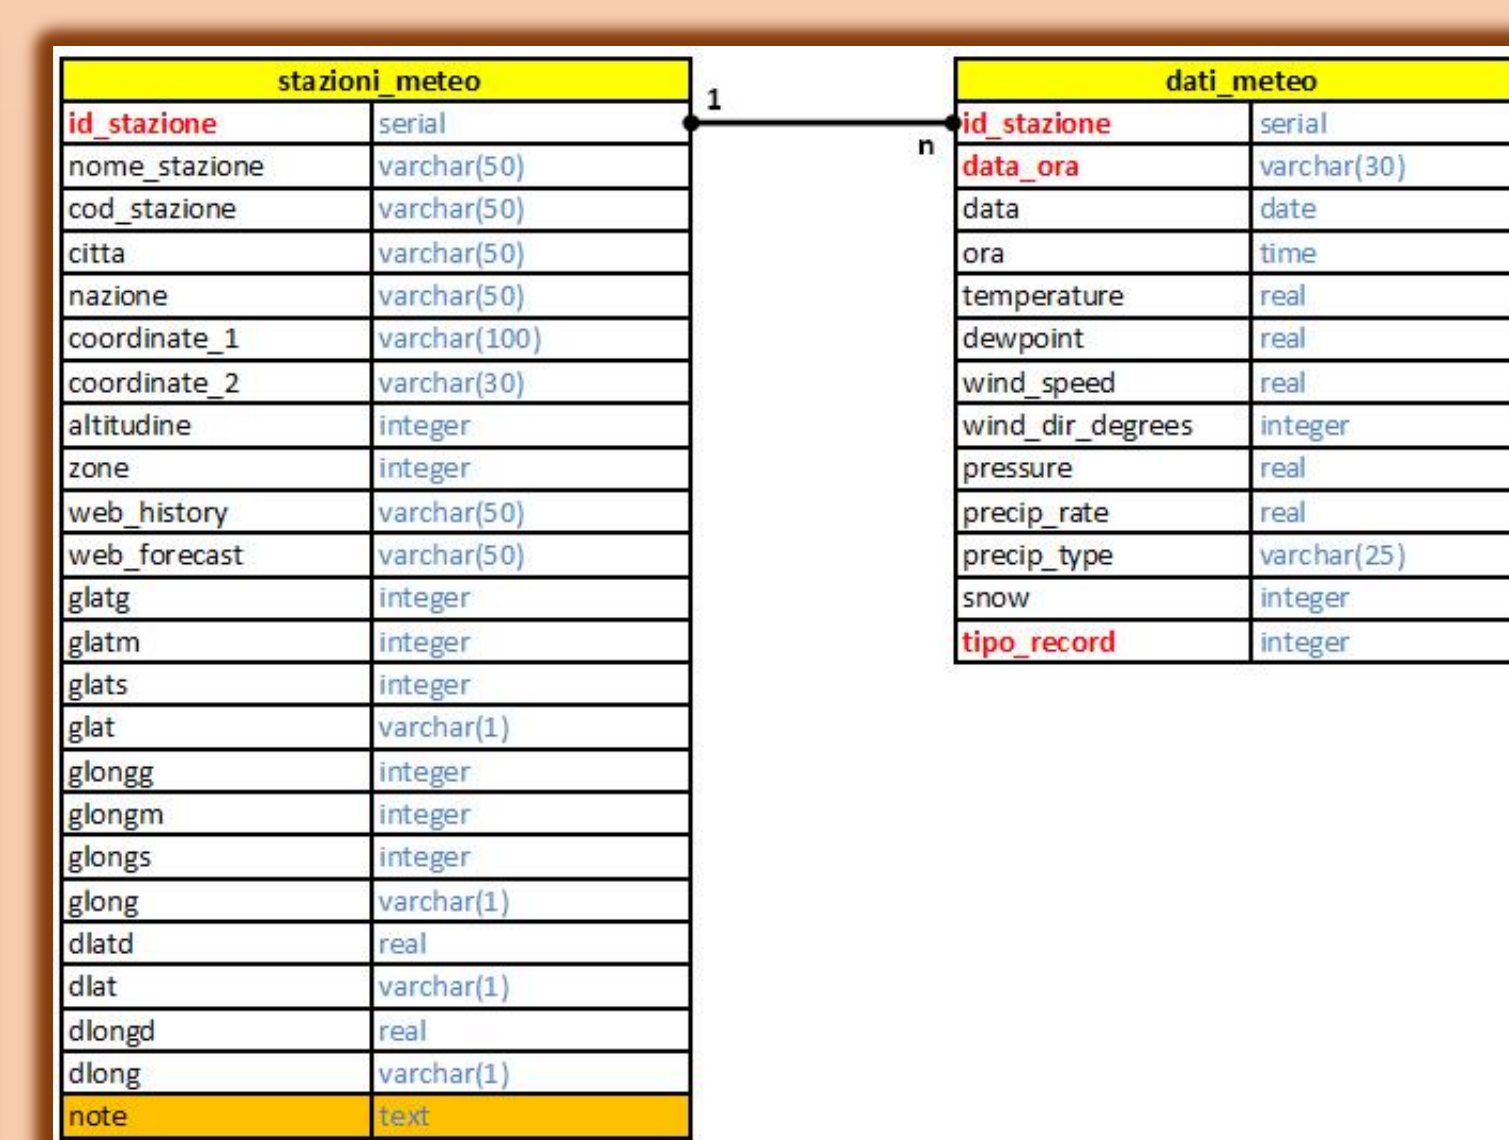 stazioni_meteo
id_stazione serial
nome_stazione varchar(50)
cod_stazione varchar(50)
citta varchar(50)
nazione varchar(50)
coordinate_1 varchar(100)
coordinate_2 varchar(30)
altitudine integer
zone integer
web_history varchar(50)
web_forecast varchar(50)
glatg integer
glatm integer
glats integer
glat varchar(1)
glongg integer
glongm integer
glongs integer
glong varchar(1)
dlatd real
dlat varchar(1)
dlongd real
dlong varchar(1)
note text
1
n
dati_meteo
id_stazione serial
data_ora varchar(30)
data date
ora time
temperature real
dewpoint real
wind_speed real
wind_dir_degrees integer
pressure real
precip_rate real
precip_type varchar(25)
snow integer
tipo_record integer